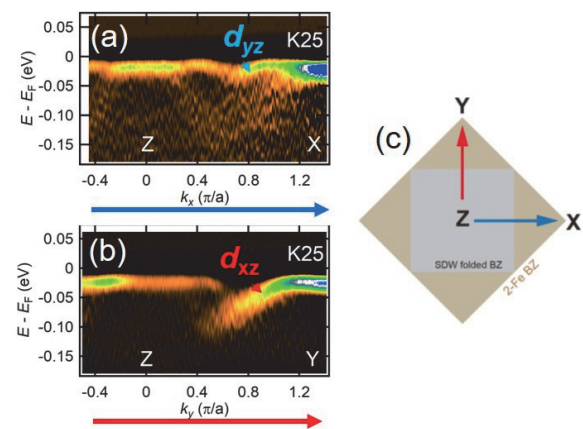 (a)
d_yz
K25
0.05
0
-0.05
-0.10
-0.15
E - E_F (eV)
Z
X
-0.4
0
0.4
0.8
1.2
k_x (π/a)
(b)
K25
d_xz
0.05
0
-0.05
-0.10
-0.15
E - E_F (eV)
Z
Y
-0.4
0
0.4
0.8
1.2
k_y (π/a)
(c)
Y
Z
X
SDW folded BZ
2-Fe BZ